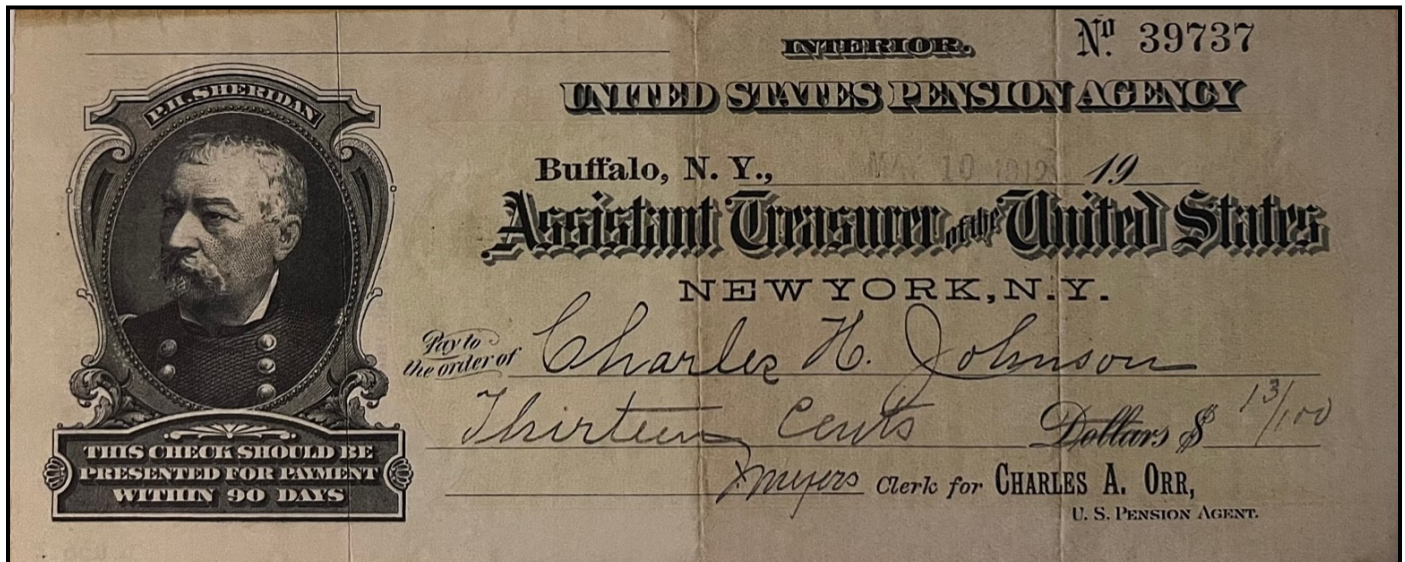 INTERIOR.
Nº 39737
UNITED STATES PENSION AGENCY
P.H. SHERIDAN
Buffalo, N. Y., MAY 10 1912 19
Assistant Treasurer of the United States
NEW YORK, N.Y.
Pay to
the order of Charles H. Johnson
Thirteen Cents Dollars $ 13/100
THIS CHECK SHOULD BE
PRESENTED FOR PAYMENT
WITHIN 90 DAYS
Myers Clerk for CHARLES A. ORR,
U. S. PENSION AGENT.